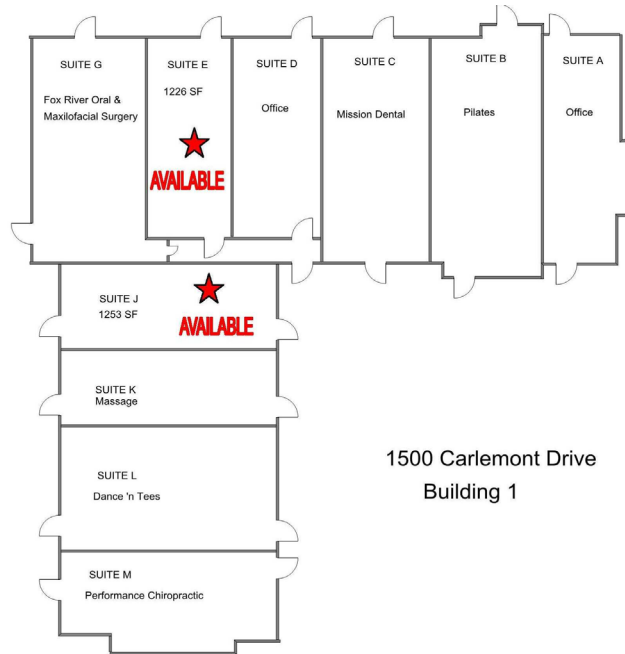 SUITE G
Fox River Oral &
Maxilofacial Surgery
SUITE E
1226 SF
AVAILABLE
SUITE D
Office
SUITE C
Mission Dental
SUITE B
Pilates
SUITE A
Office
SUITE J
1253 SF
AVAILABLE
SUITE K
Massage
SUITE L
Dance 'n Tees
SUITE M
Performance Chiropractic
1500 Carlemont Drive
Building 1